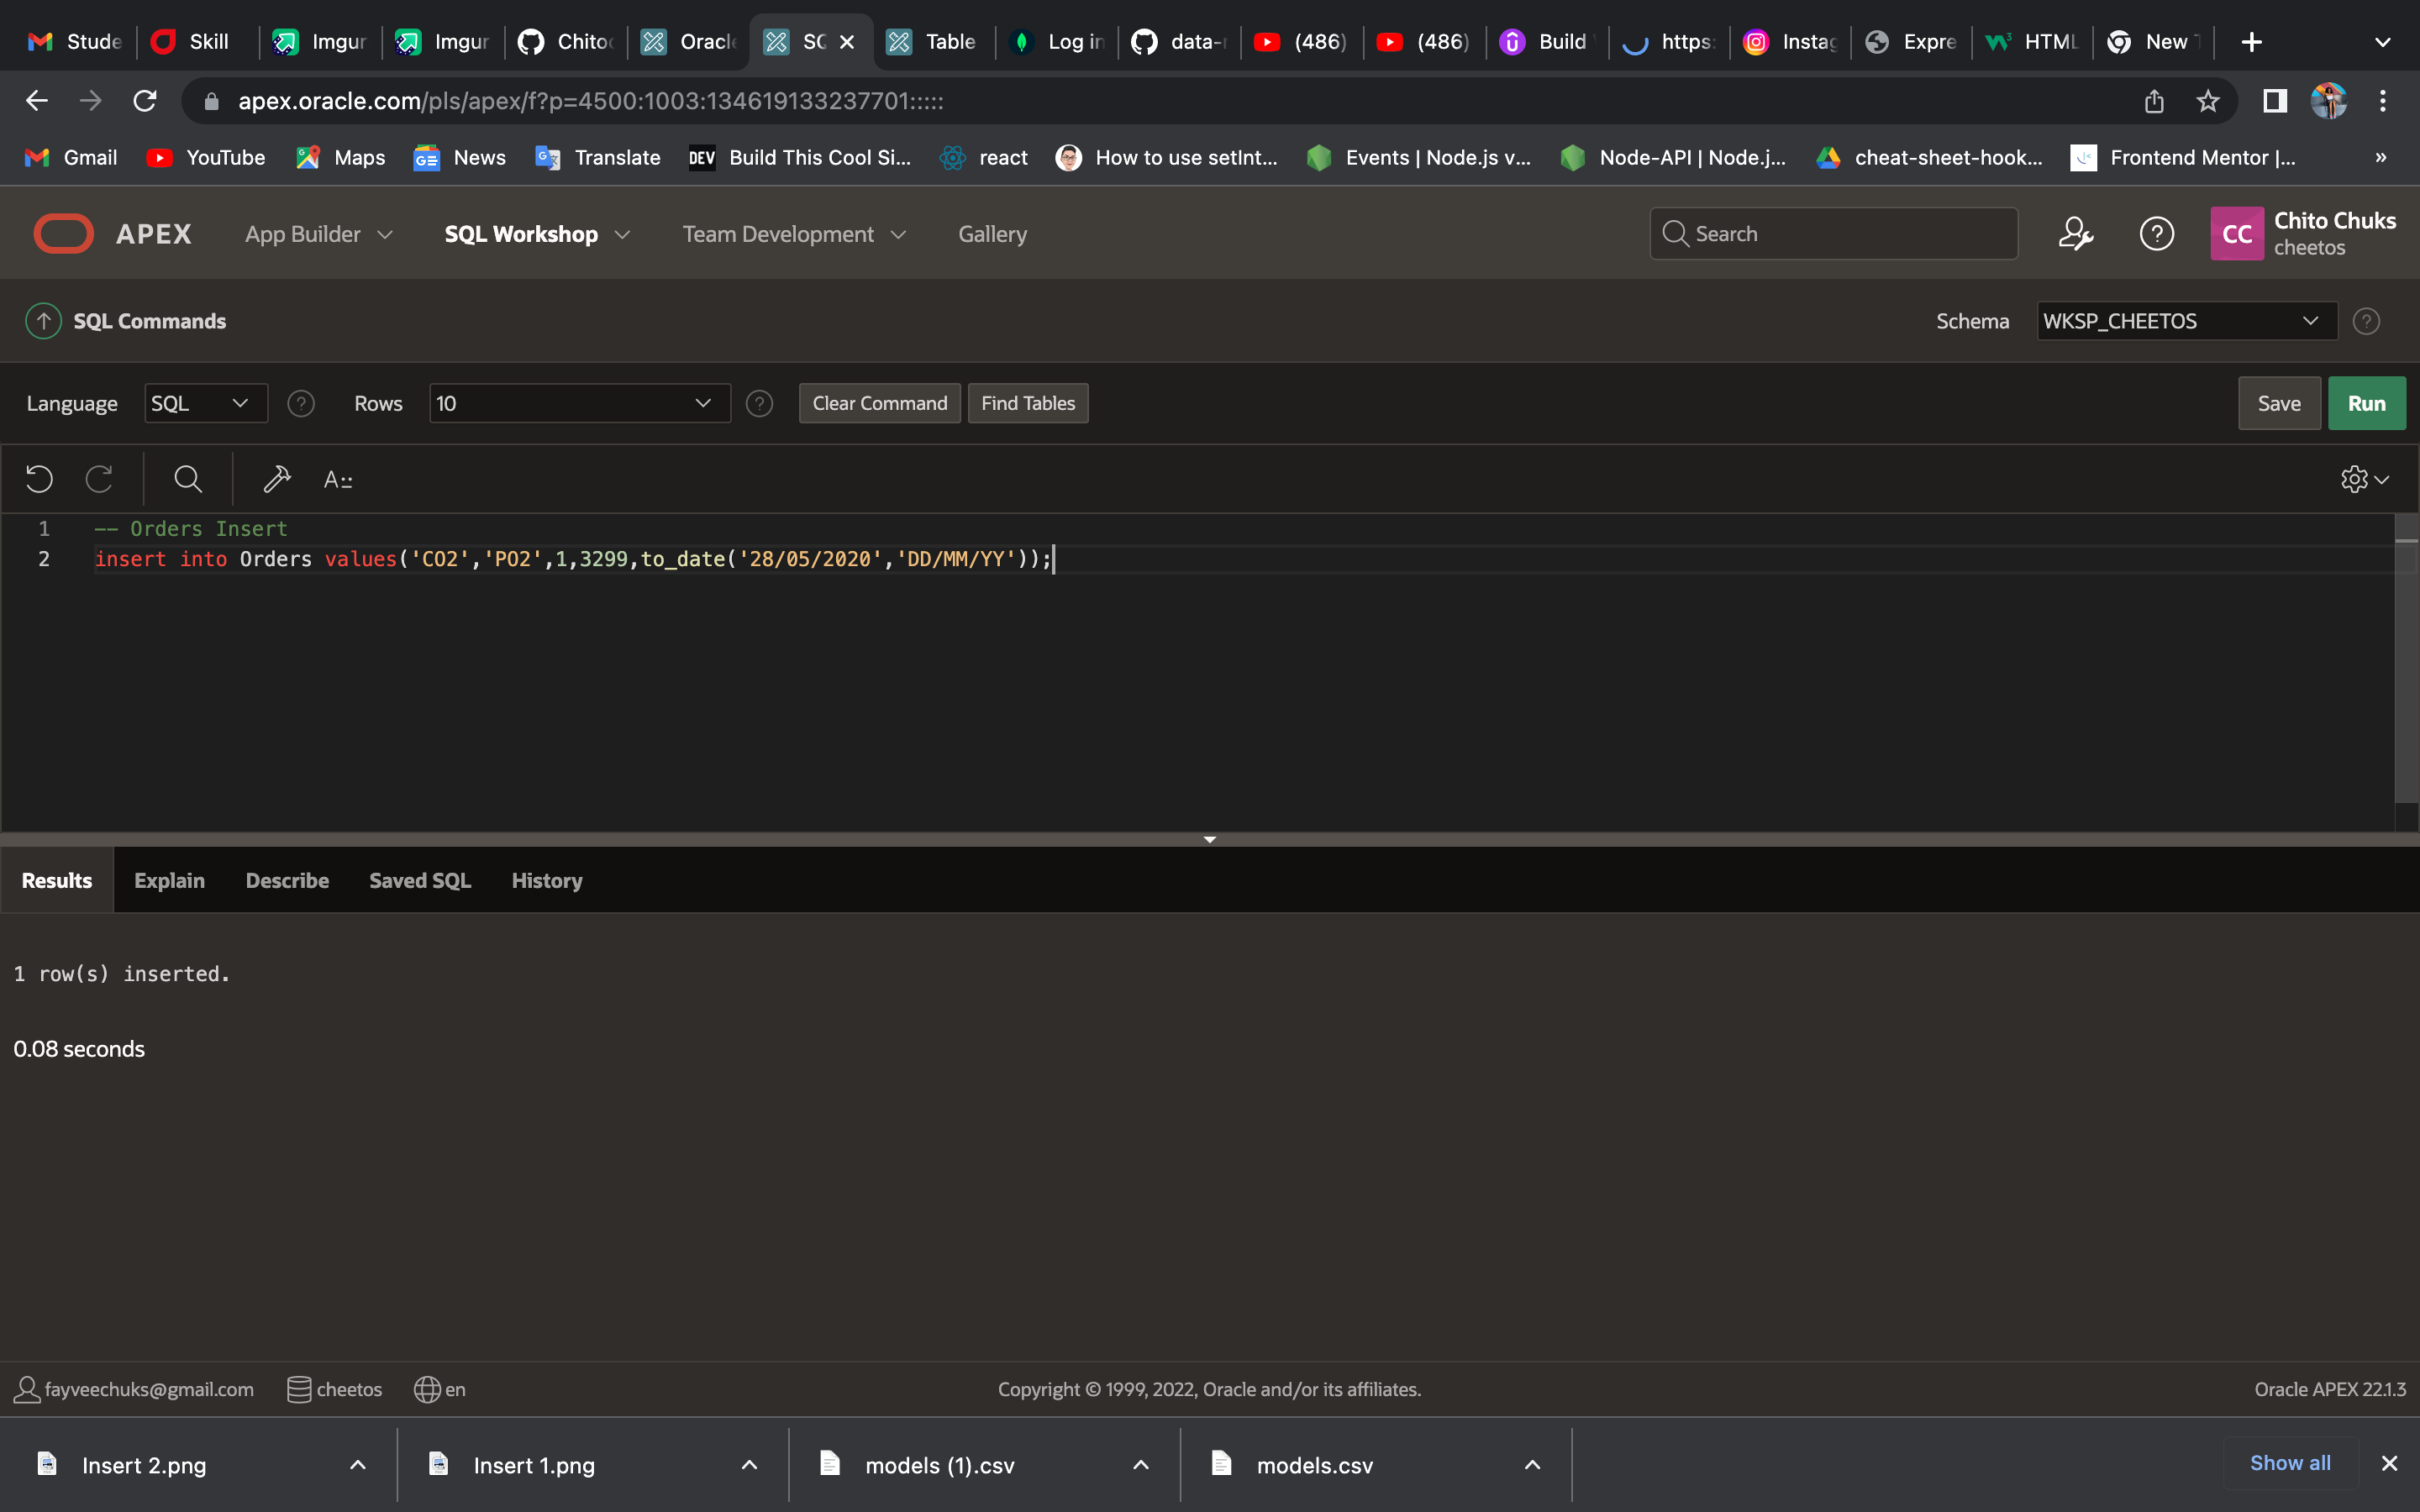 Stude Skill Imgur Imgur Chitoc Oracle SQ Table Log in data-r (486) (486) Build https: Instag Expre HTML New T
apex.oracle.com/pls/apex/f?p=4500:1003:134619133237701:::::
Gmail YouTube Maps News Translate DEV Build This Cool Si... react How to use setInt... Events | Node.js v... Node-API | Node.j... cheat-sheet-hook... Frontend Mentor |... »
APEX App Builder SQL Workshop Team Development Gallery Search CC Chito Chuks
cheetos
SQL Commands Schema WKSP_CHEETOS
Language SQL Rows 10 Clear Command Find Tables Save Run
1 -- Orders Insert
2 insert into Orders values('CO2','PO2',1,3299,to_date('28/05/2020','DD/MM/YY'));
Results Explain Describe Saved SQL History
1 row(s) inserted.
0.08 seconds
fayveechuks@gmail.com cheetos en Copyright © 1999, 2022, Oracle and/or its affiliates. Oracle APEX 22.1.3
Insert 2.png Insert 1.png models (1).csv models.csv Show all